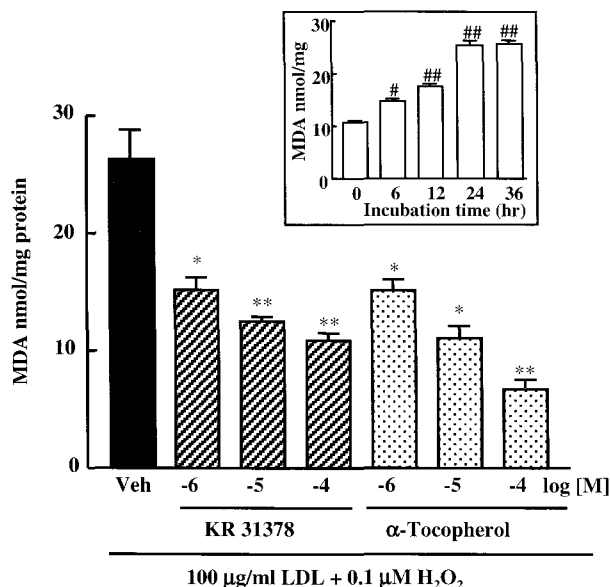 MDA nmol/mg
30
20
10
0
# ## ## ##
0 6 12 24 36
Incubation time (hr)
MDA nmol/mg protein
30
20
10
0
* ** ** * * **
Veh -6 -5 -4 -6 -5 -4 log [M]
KR 31378 α-Tocopherol
100 µg/ml LDL + 0.1 µM H₂O₂